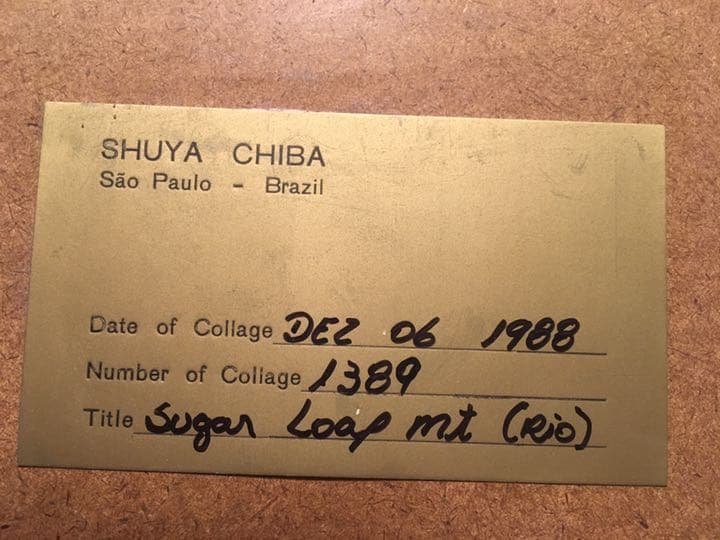 SHUYA CHIBA
São Paulo - Brazil
Date of Collage DEZ 06 1988
Number of Collage 1389
Title Sugar Loaf mt (Rio)